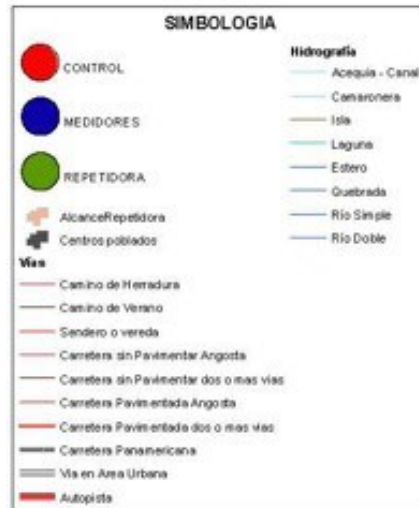 SIMBOLOGIA
CONTROL
MEDIDORES
REPETIDORA
AlcanceRepetidora
Centros poblados
Vías
Camino de Herradura
Camino de Verano
Sendero o vereda
Carretera sin Pavimentar Angosta
Carretera sin Pavimentar dos o mas vias
Carretera Pavimentada Angosta
Carretera Pavimentada dos o mas vias
Carretera Panamericana
Via en Area Urbana
Autopista
Hidrografía
Acequia - Canal
Camaronera
Isla
Laguna
Estero
Quebrada
Río Simple
Río Doble